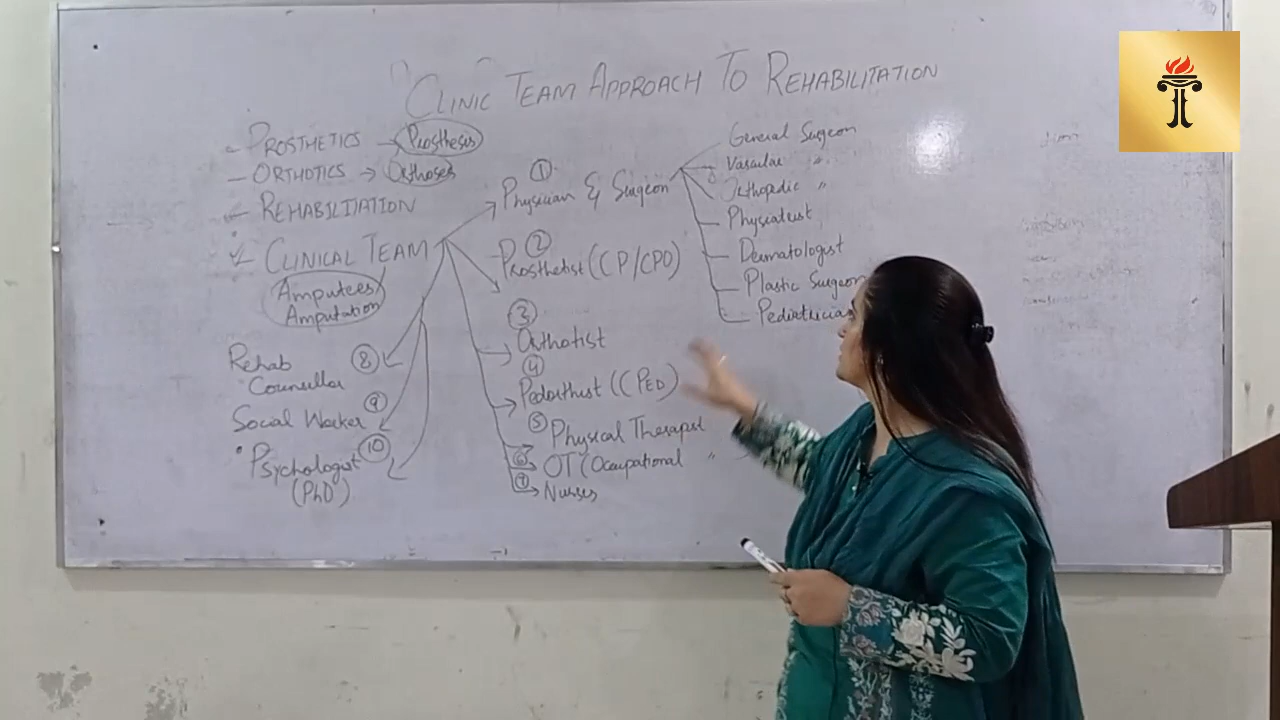 "CLINIC TEAM APPROACH TO REHABILITATION
- PROSTHETICS → Prosthesis
- ORTHOTICS → Orthoses
REHABILITATION
CLINICAL TEAM
Amputees/
Amputation
① Physician & Surgeon
General Surgeon
Vascular "
Orthopedic "
Physiatrist
Dermatologist
Plastic Surgeon
Pediatrician
② Prosthetist (CP/CPO)
③ Orthotist
④ Pedorthist (C PED)
⑤ Physical Therapist
⑥ OT (Occupational "
⑦ Nurses
Rehab ⑧
Counsellor
Social Worker ⑨
Psychologist ⑩
(PhD)